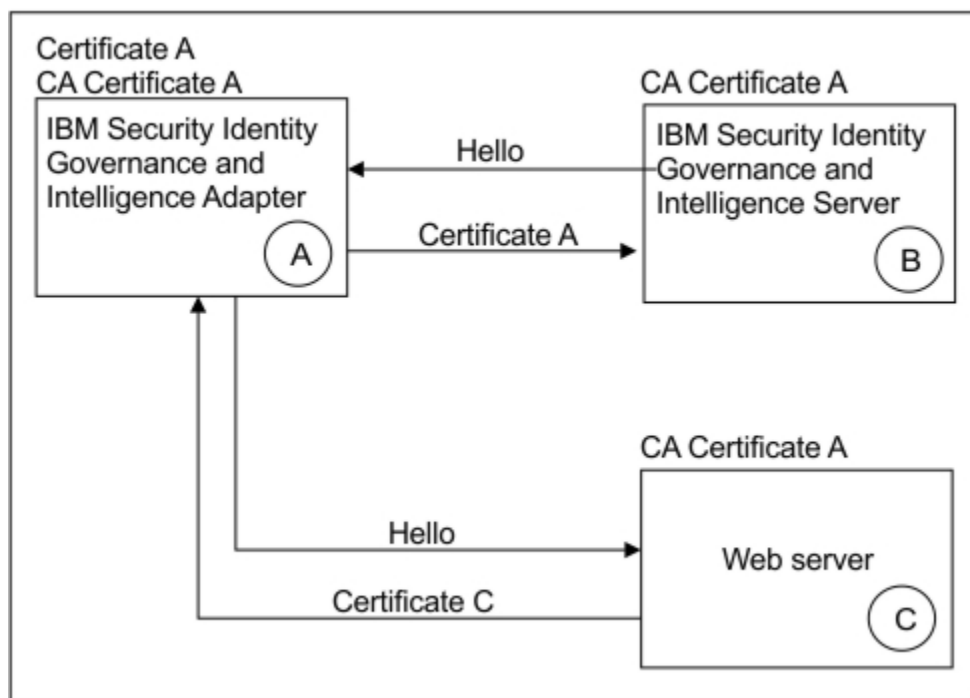 Certificate A
CA Certificate A
IBM Security Identity
Governance and
Intelligence Adapter
A
Hello
Certificate A
CA Certificate A
IBM Security Identity
Governance and
Intelligence Server
B
Hello
Certificate C
CA Certificate A
Web server
C